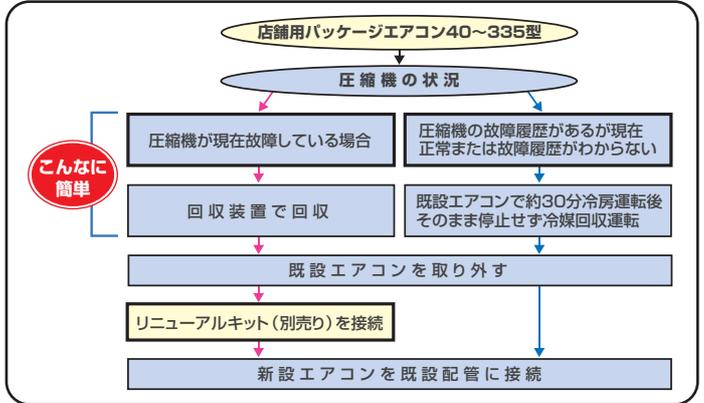 店舗用パッケージエアコン40〜335型
圧縮機の状況
圧縮機が現在故障している場合
圧縮機の故障履歴があるが現在
正常または故障履歴がわからない
こんなに
簡単
回収装置で回収
既設エアコンで約30分冷房運転後
そのまま停止せず冷媒回収運転
既設エアコンを取り外す
リニューアルキット(別売り)を接続
新設エアコンを既設配管に接続